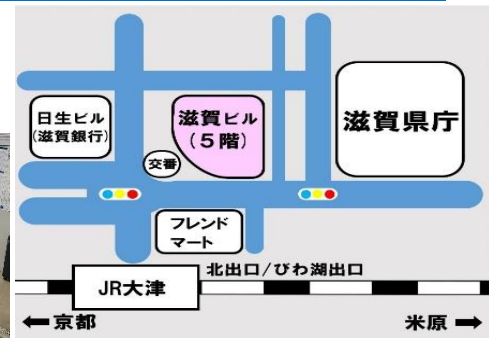 日生ビル
(滋賀銀行)
滋賀ビル
(5階)
滋賀県庁
交番
フレンド
マート
北出口/びわ湖出口
JR大津
←京都
米原→